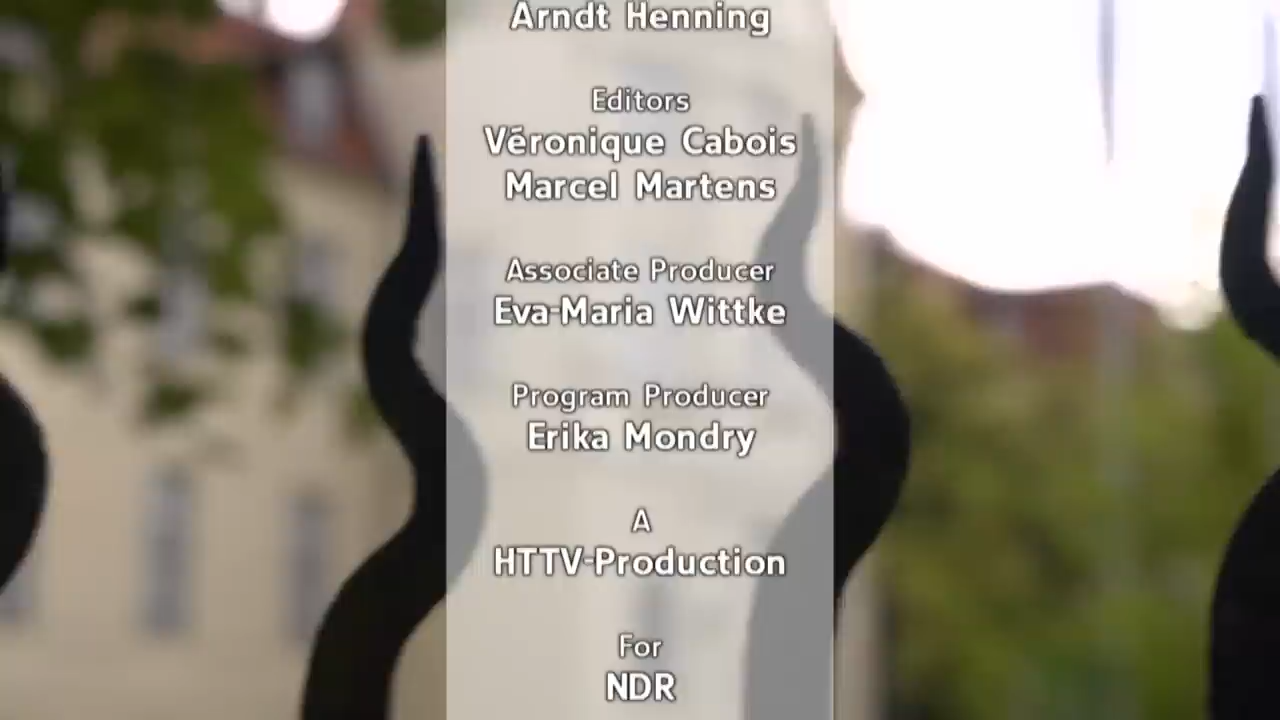 Arndt Henning
Editors
Véronique Cabois
Marcel Martens
Associate Producer
Eva-Maria Wittke
Program Producer
Erika Mondry
A
HTTV-Production
For
NDR